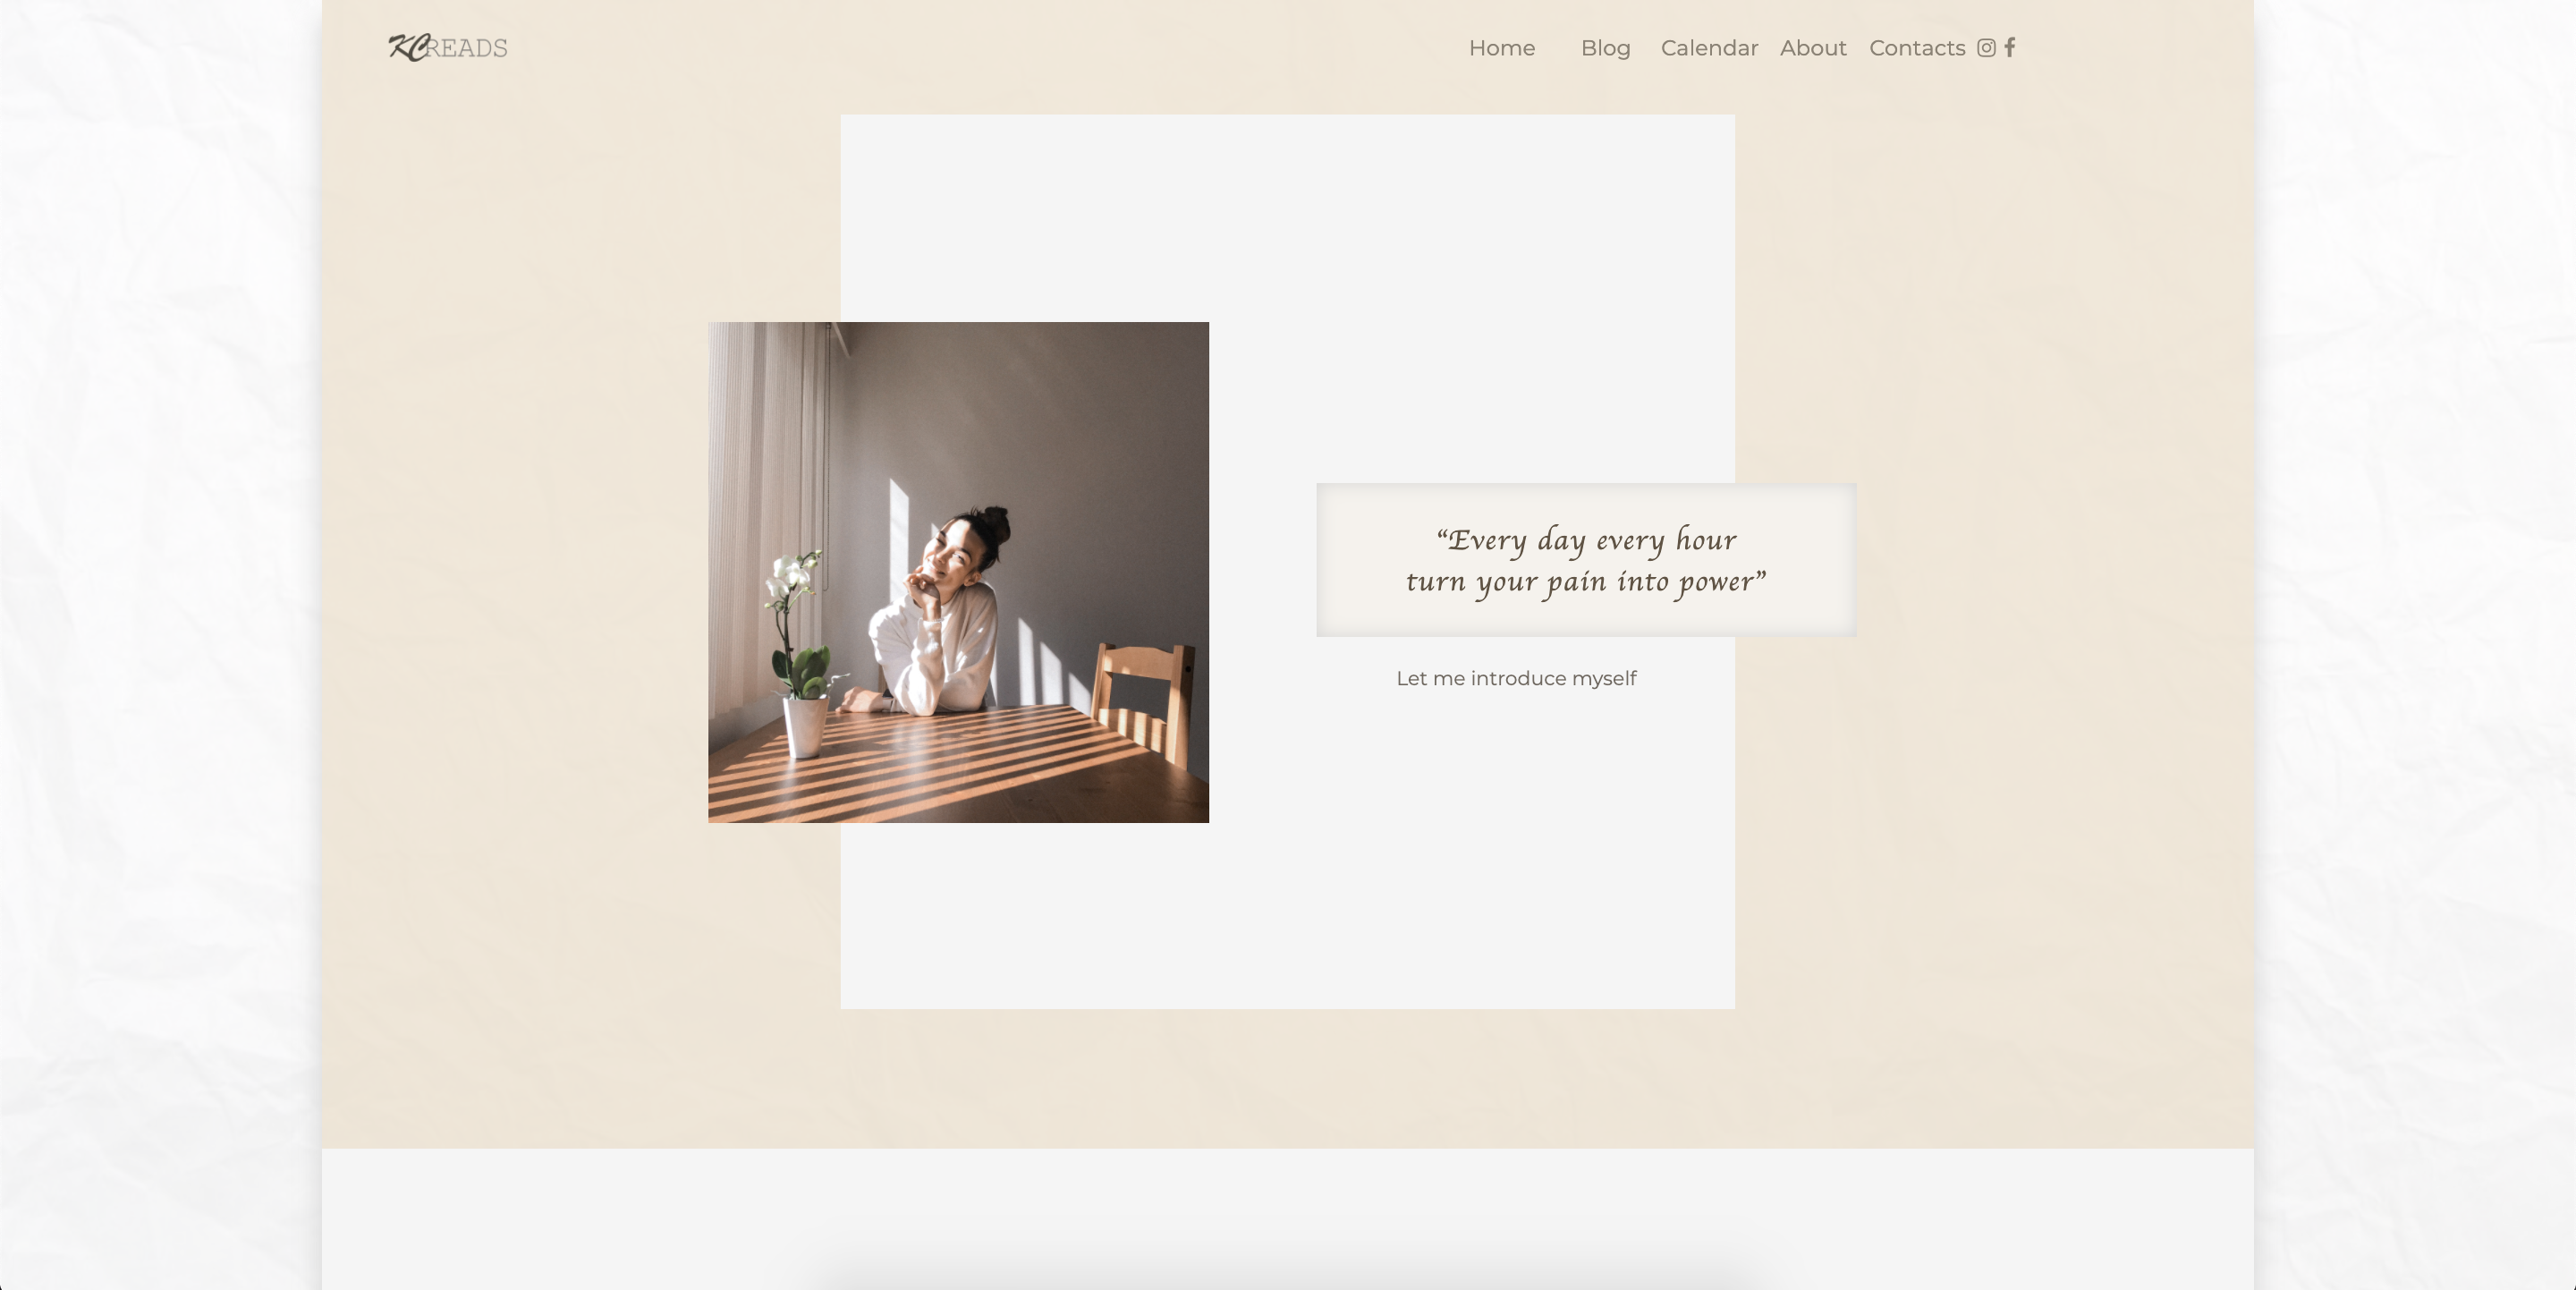 KCREADS
Home Blog Calendar About Contacts
“Every day every hour
turn your pain into power”
Let me introduce myself